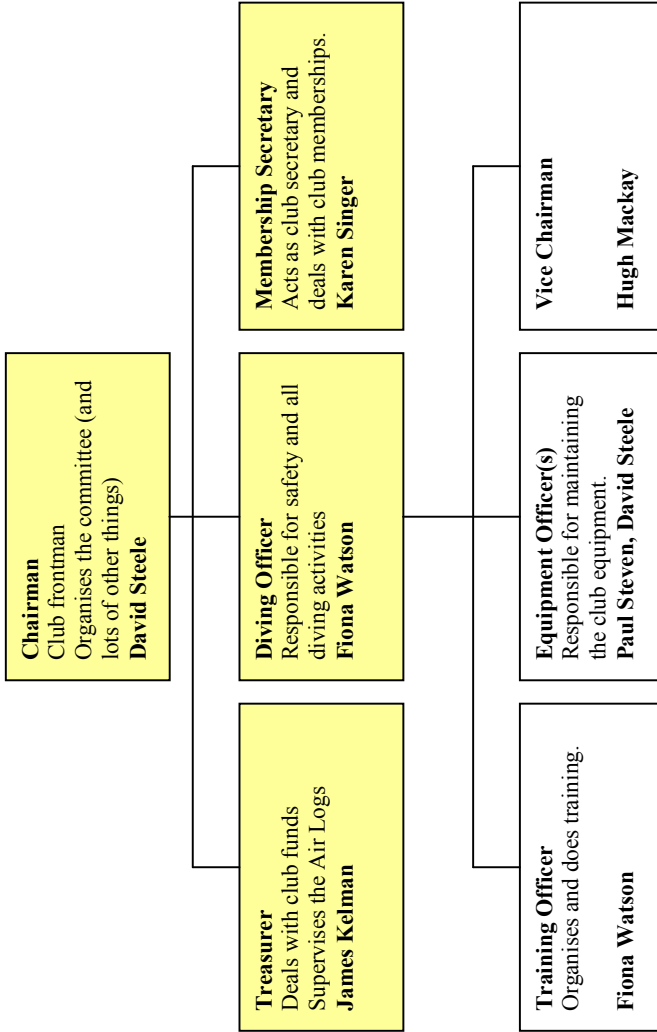 Chairman
Club frontman
Organises the committee (and
lots of other things)
David Steele
Treasurer
Deals with club funds
Supervises the Air Logs
James Kelman
Diving Officer
Responsible for safety and all
diving activities
Fiona Watson
Membership Secretary
Acts as club secretary and
deals with club memberships.
Karen Singer
Training Officer
Organises and does training.
Fiona Watson
Equipment Officer(s)
Responsible for maintaining
the club equipment.
Paul Steven, David Steele
Vice Chairman
Hugh Mackay